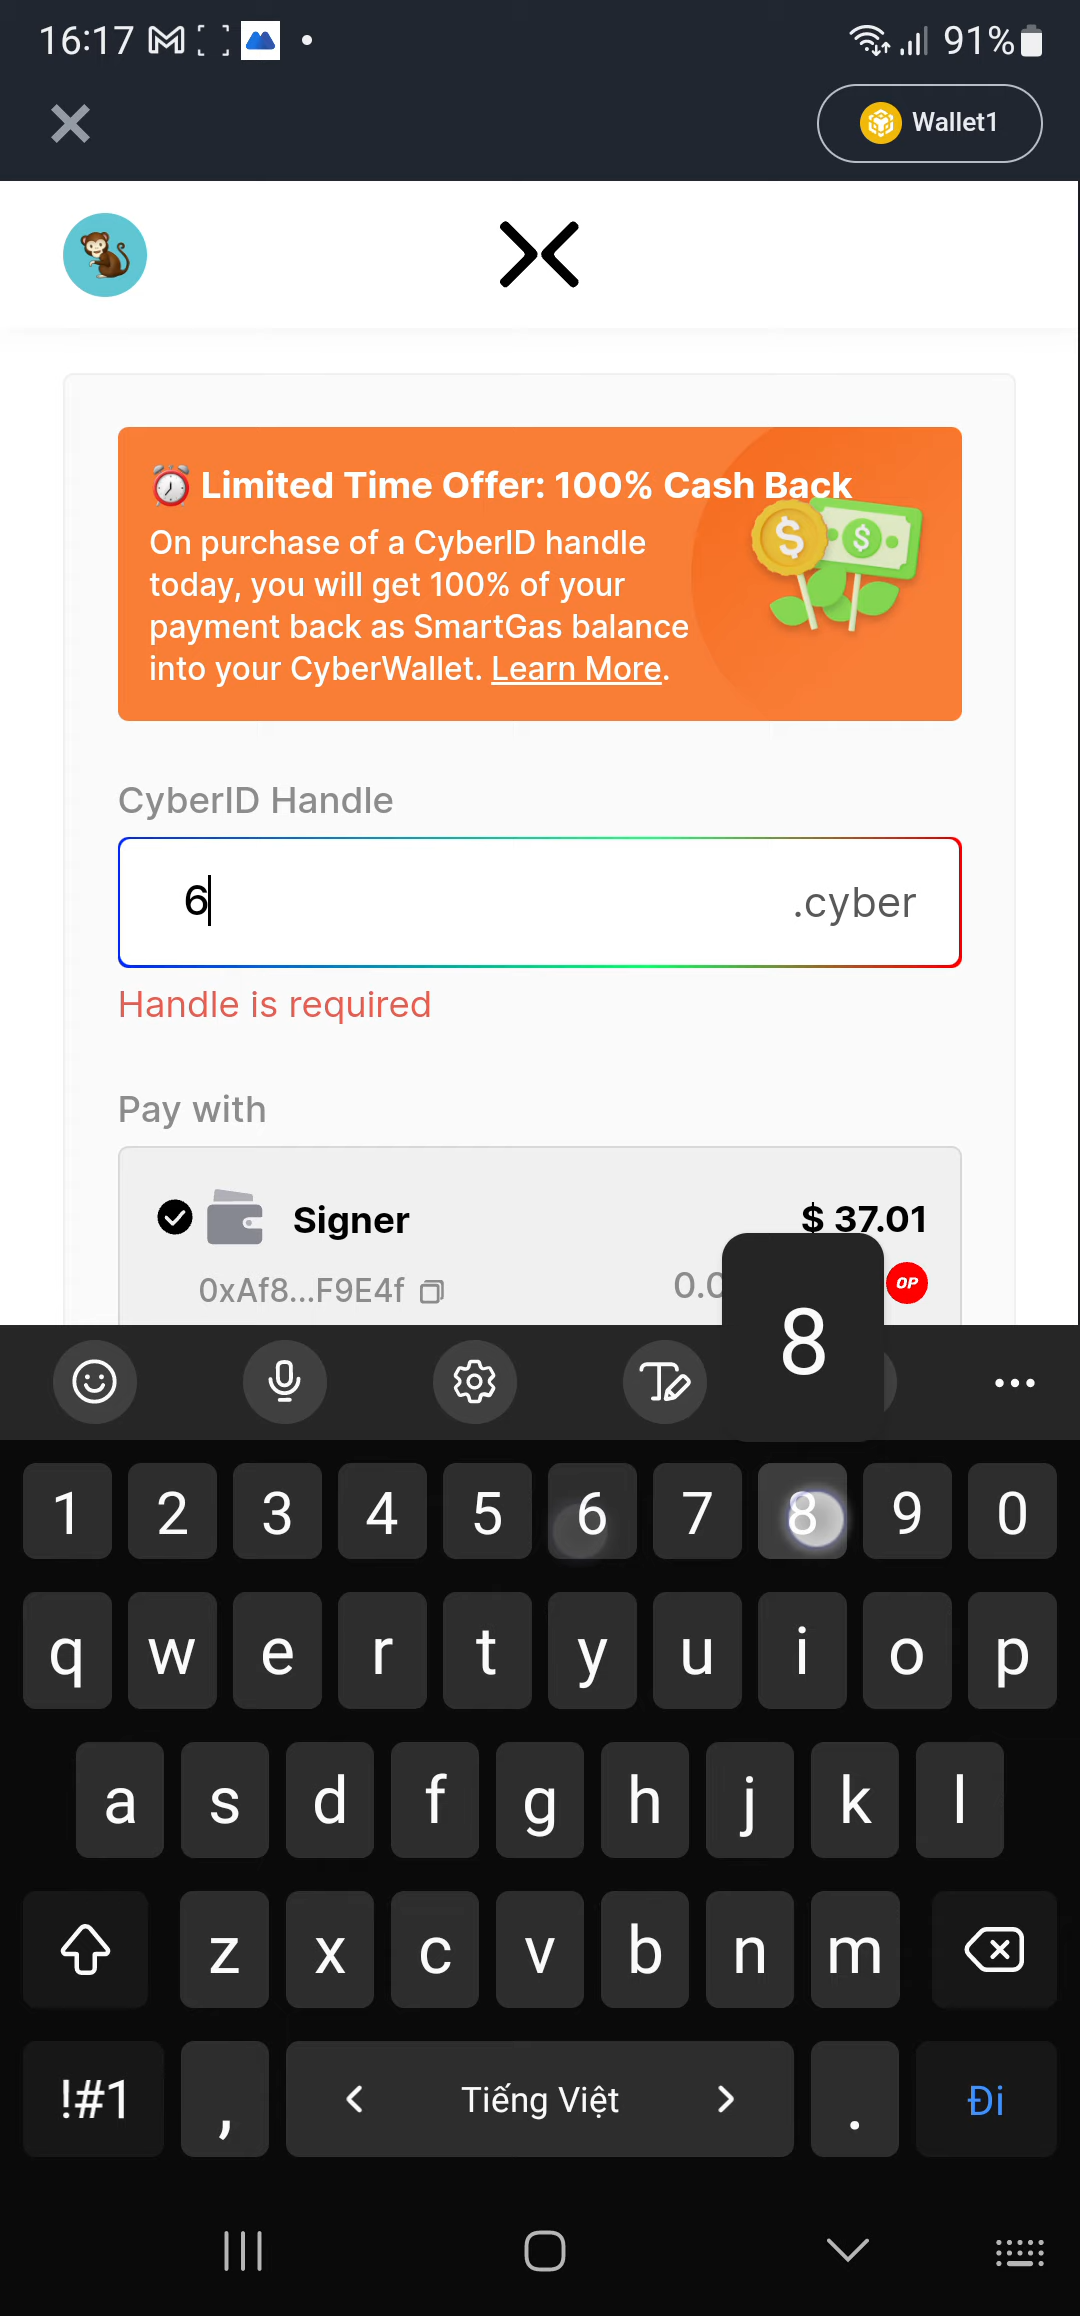 16:17
91%
Wallet1
Limited Time Offer: 100% Cash Back
On purchase of a CyberID handle
today, you will get 100% of your
payment back as SmartGas balance
into your CyberWallet. Learn More.
CyberID Handle
6
.cyber
Handle is required
Pay with
Signer
$ 37.01
0xAf8...F9E4f
0.0
OP
8
1 2 3 4 5 6 7 8 9 0
q w e r t y u i o p
a s d f g h j k l
z x c v b n m
!#1 , < Tiếng Việt > . Đi